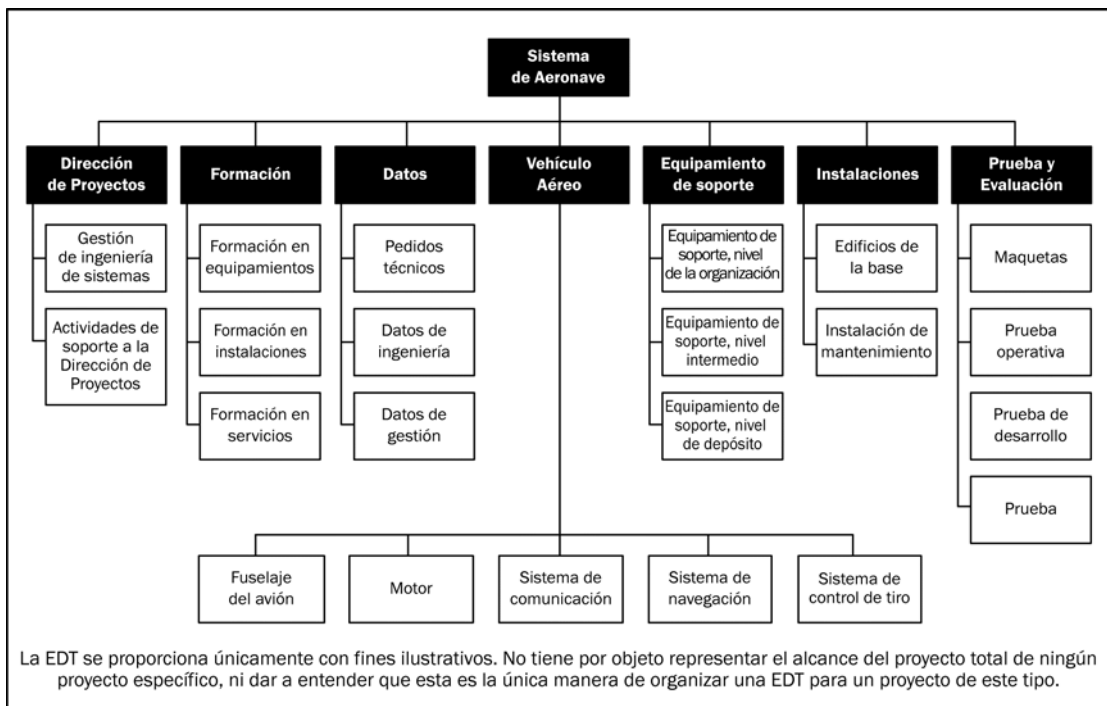 Sistema
de Aeronave
Dirección
de Proyectos
Formación
Datos
Vehículo
Aéreo
Equipamiento
de soporte
Instalaciones
Prueba y
Evaluación
Gestión
de ingeniería
de sistemas
Actividades de
soporte a la
Dirección de
Proyectos
Formación en
equipamientos
Formación en
instalaciones
Formación en
servicios
Pedidos
técnicos
Datos de
ingeniería
Datos de
gestión
Equipamiento de
soporte, nivel
de la organización
Equipamiento de
soporte, nivel
intermedio
Equipamiento de
soporte, nivel
de depósito
Edificios de
la base
Instalación de
mantenimiento
Maquetas
Prueba
operativa
Prueba de
desarrollo
Prueba
Fuselaje
del avión
Motor
Sistema de
comunicación
Sistema de
navegación
Sistema de
control de tiro
La EDT se proporciona únicamente con fines ilustrativos. No tiene por objeto representar el alcance del proyecto total de ningún
proyecto específico, ni dar a entender que esta es la única manera de organizar una EDT para un proyecto de este tipo.